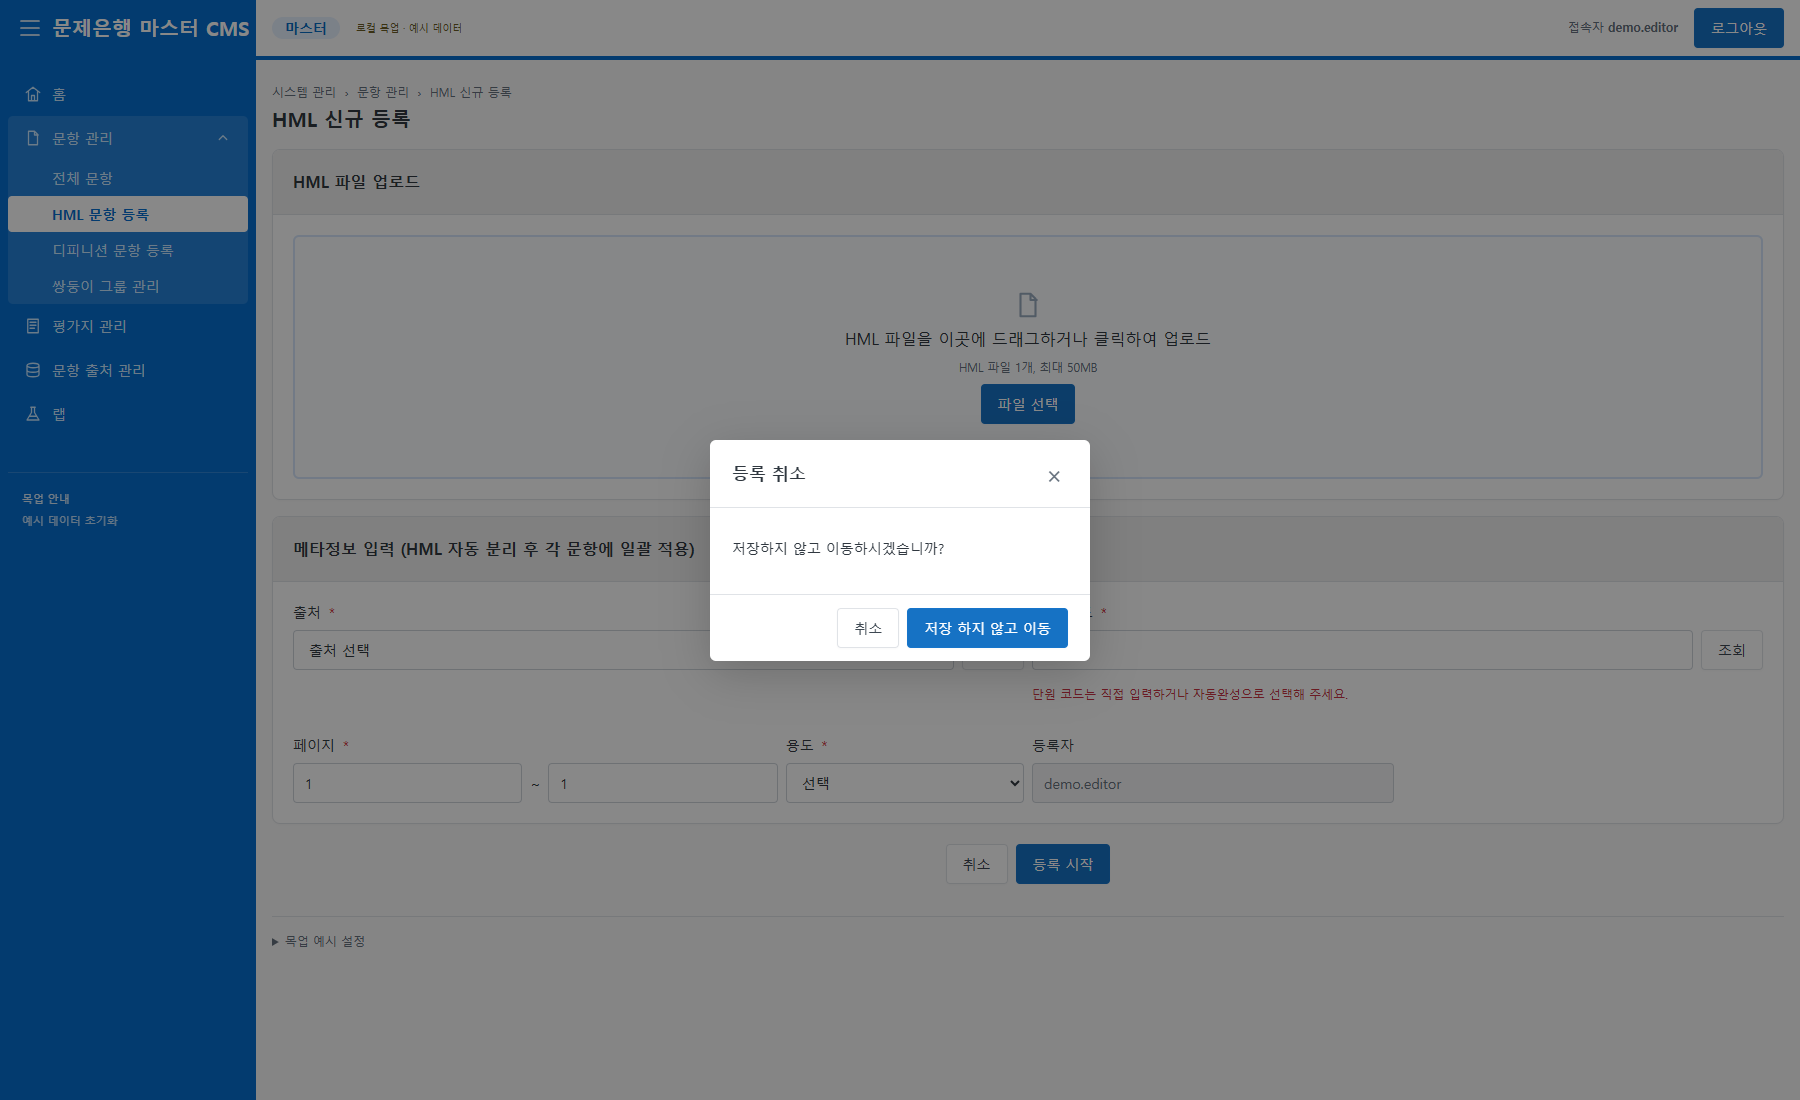 문제은행 마스터 CMS
마스터
로컬 목업 · 예시 데이터
접속자 demo.editor
로그아웃
홈
문항 관리
전체 문항
HML 문항 등록
디피니션 문항 등록
쌍둥이 그룹 관리
평가지 관리
문항 출처 관리
랩
목업 안내
예시 데이터 초기화
시스템 관리 › 문항 관리 › HML 신규 등록
HML 신규 등록
HML 파일 업로드
HML 파일을 이곳에 드래그하거나 클릭하여 업로드
HML 파일 1개, 최대 50MB
파일 선택
등록 취소
×
저장하지 않고 이동하시겠습니까?
취소
저장 하지 않고 이동
메타정보 입력 (HML 자동 분리 후 각 문항에 일괄 적용)
출처 *
*
출처 선택
조회
단원 코드는 직접 입력하거나 자동완성으로 선택해 주세요.
페이지 *
용도 *
등록자
1 ~ 1
선택
demo.editor
취소
등록 시작
▶ 목업 예시 설정